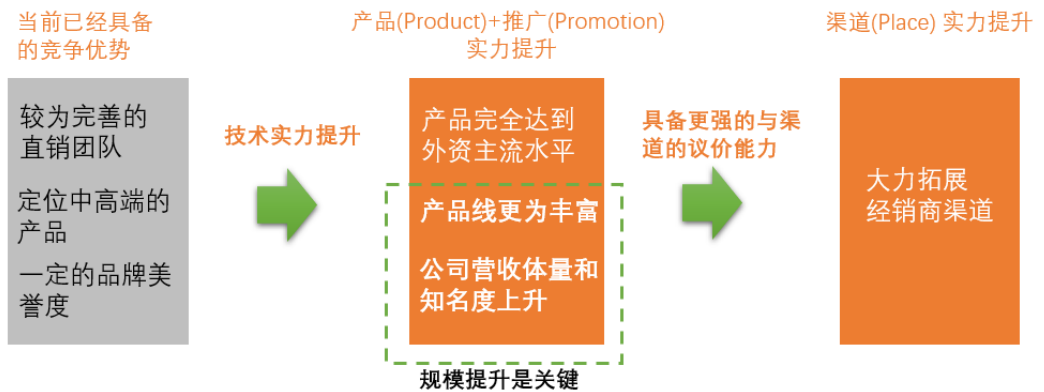 当前已经具备
的竞争优势
较为完善的
直销团队
定位中高端的
产品
一定的品牌美
誉度
技术实力提升
产品(Product)+推广(Promotion)
实力提升
产品完全达到
外资主流水平
产品线更为丰富
公司营收体量和
知名度上升
规模提升是关键
具备更强的与渠
道的议价能力
渠道(Place) 实力提升
大力拓展
经销商渠道